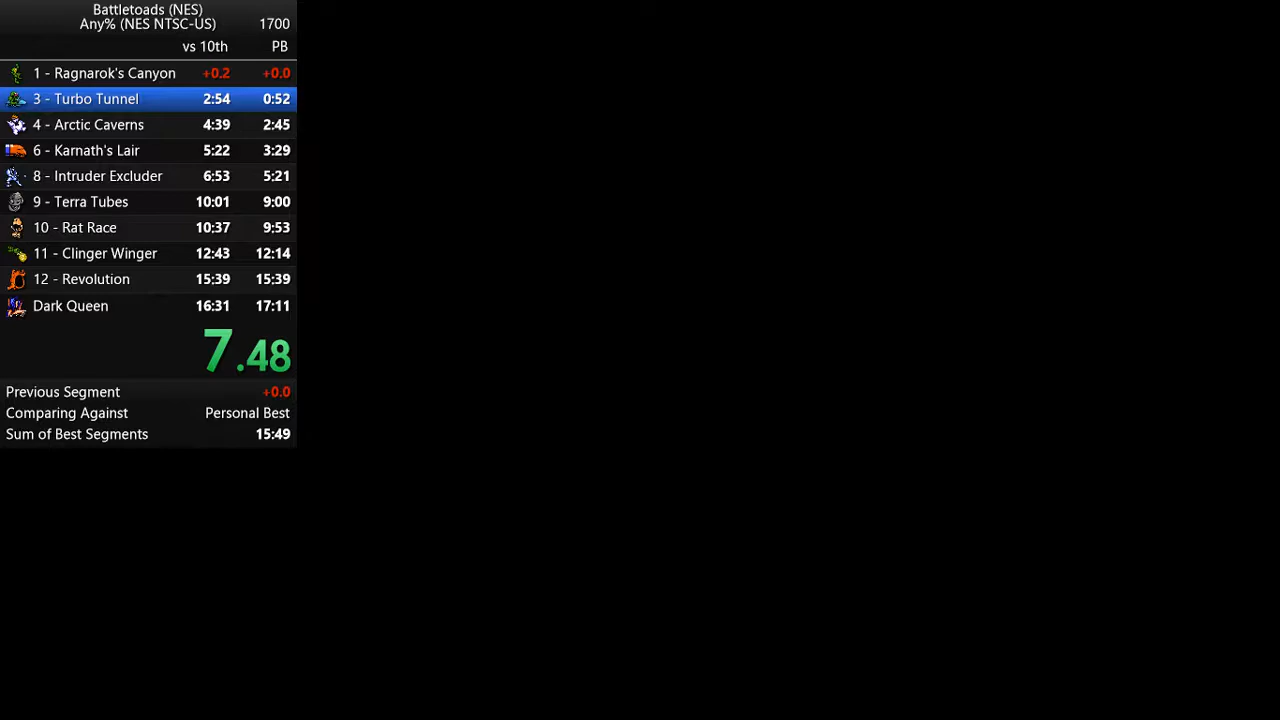 Battletoads (NES)
Any% (NES NTSC-US) 1700
vs 10th PB
1 - Ragnarok's Canyon +0.2 +0.0
3 - Turbo Tunnel 2:54 0:52
4 - Arctic Caverns 4:39 2:45
6 - Karnath's Lair 5:22 3:29
8 - Intruder Excluder 6:53 5:21
9 - Terra Tubes 10:01 9:00
10 - Rat Race 10:37 9:53
11 - Clinger Winger 12:43 12:14
12 - Revolution 15:39 15:39
Dark Queen 16:31 17:11
7.48
Previous Segment +0.0
Comparing Against Personal Best
Sum of Best Segments 15:49